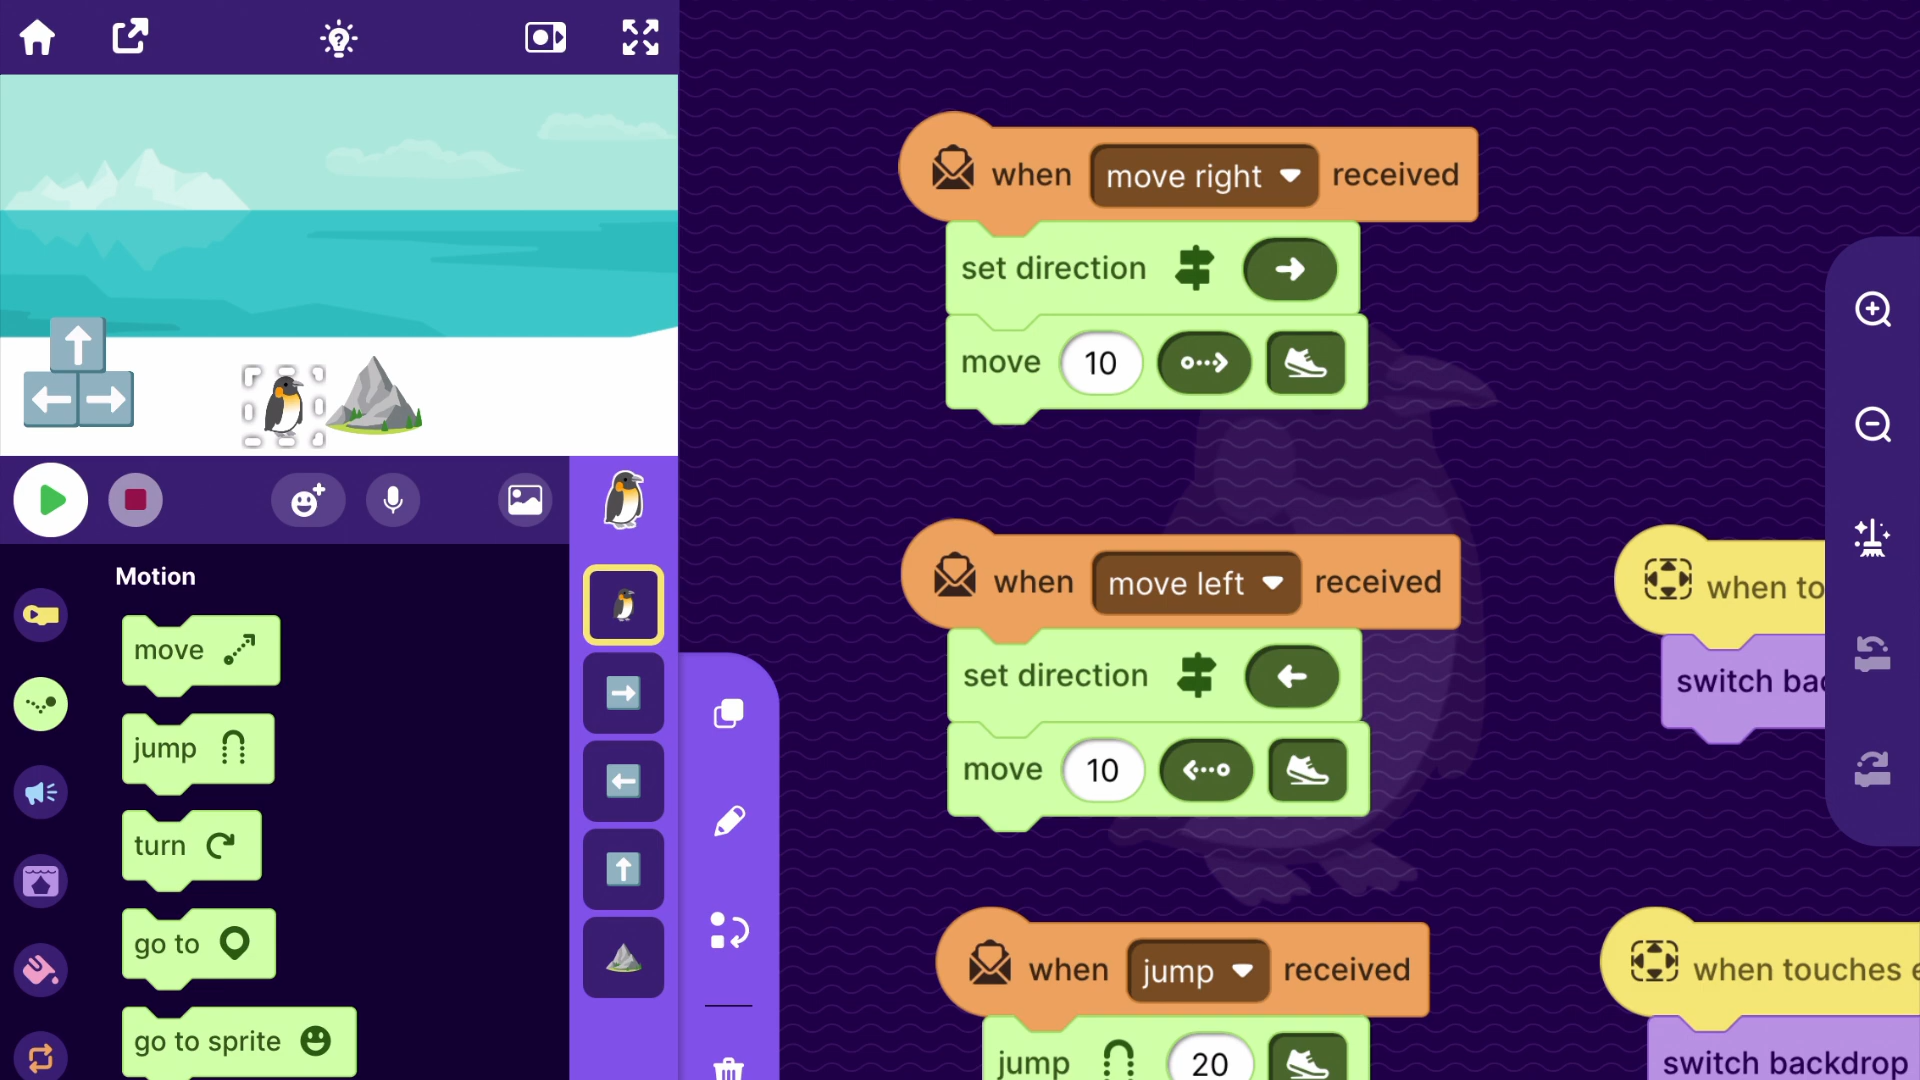 when move right received
set direction
move 10
when move left received
set direction
move 10
when to
switch bac
when jump received
jump 20
when touches e
switch backdrop
Motion
move
jump
turn
go to
go to sprite